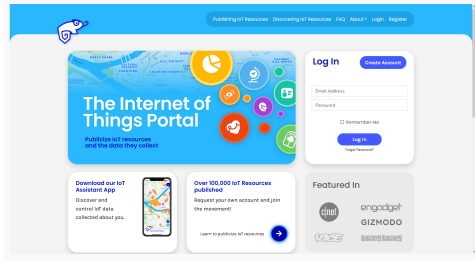 Publishing IoT Resources Discovering IoT Resources FAQ About Login Register
The Internet of
Things Portal
Publicize IoT resources
and the data they collect
Log In
Create Account
Email Address
Password
Remember Me
Log In
Forgot Password?
Download our IoT
Assistant App
Discover and
control IoT data
collected about you.
Over 100,000 IoT Resources
published
Request your own account and join
the movement!
Learn to publicize IoT resources
Featured In
c|net
engadget
GIZMODO
VICE